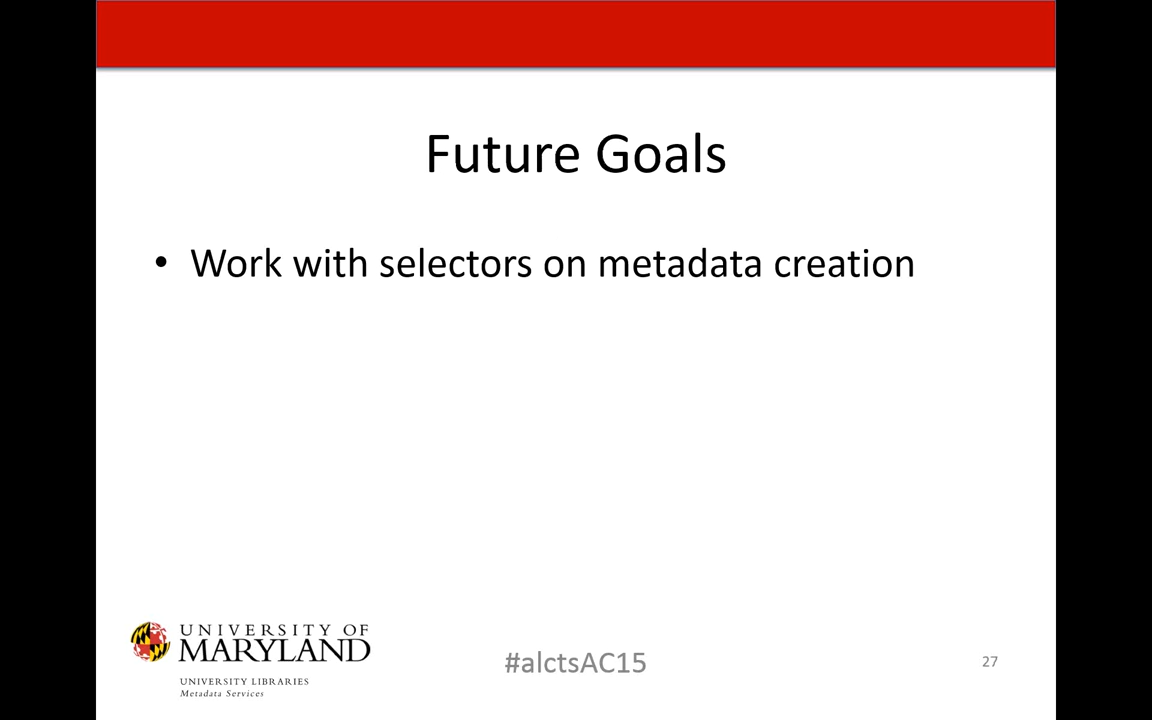 Future Goals
• Work with selectors on metadata creation
UNIVERSITY OF
MARYLAND
UNIVERSITY LIBRARIES
Metadata Services
#alctsAC15
27